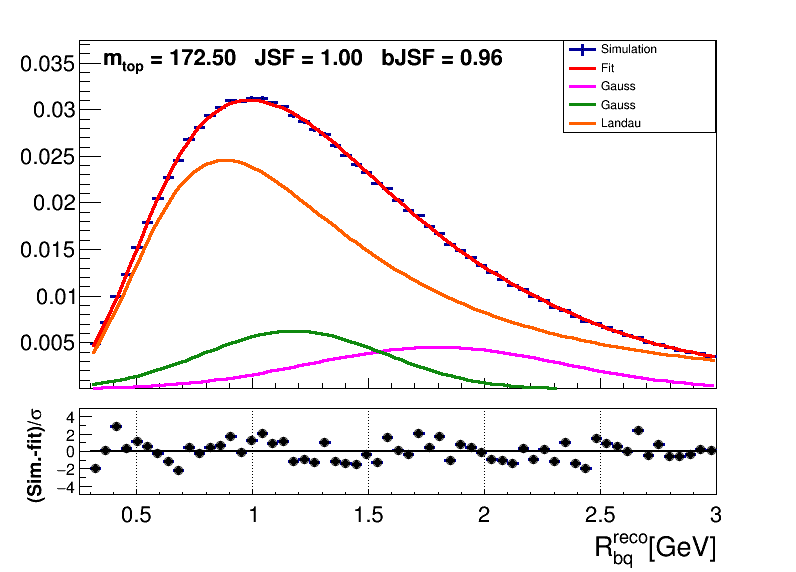 m_top = 172.50 JSF = 1.00 bJSF = 0.96
Simulation
Fit
Gauss
Gauss
Landau
0.035
0.03
0.025
0.02
0.015
0.01
0.005
(Sim.-fit)/σ
4
2
0
−2
−4
0.5 1 1.5 2 2.5 3
R_bq^reco[GeV]